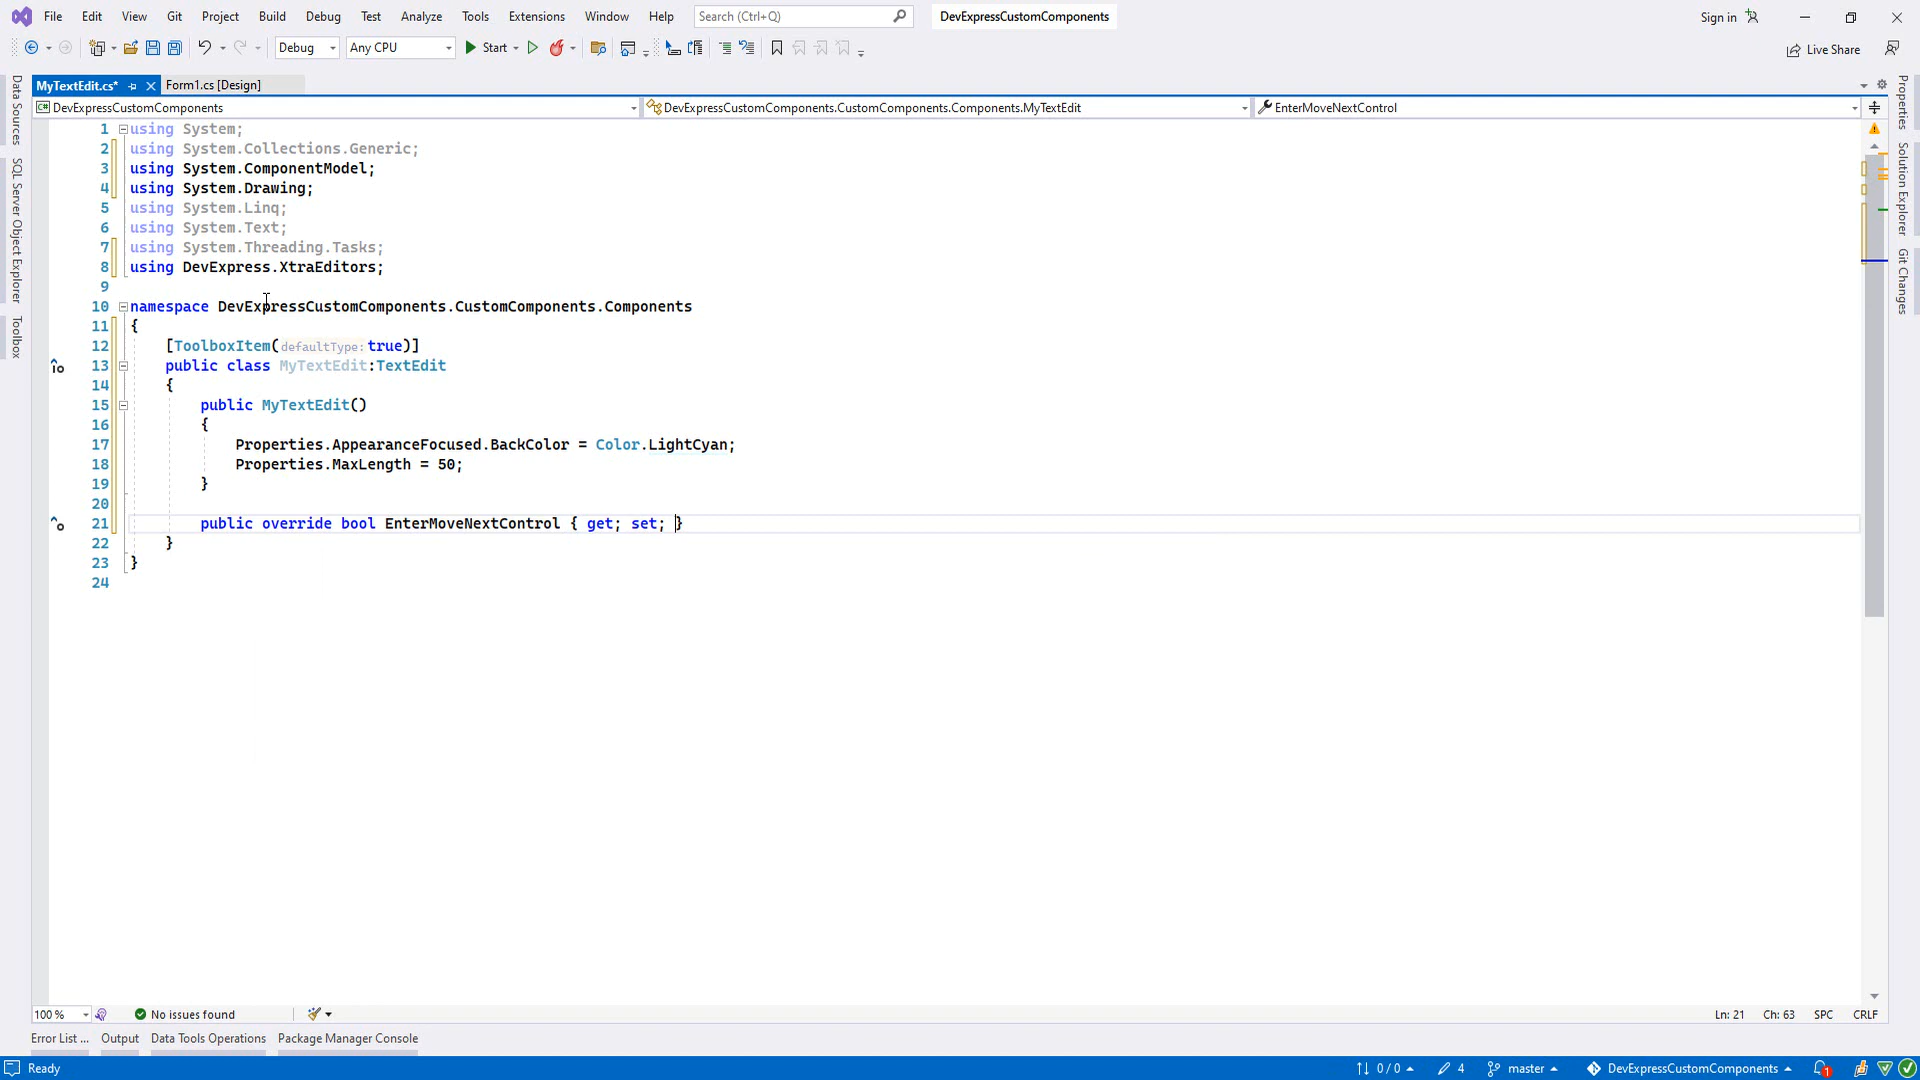 File Edit View Git Project Build Debug Test Analyze Tools Extensions Window Help Search (Ctrl+Q) DevExpressCustomComponents Sign in
Debug Any CPU Start Live Share
MyTextEdit.cs* Form1.cs [Design]
DevExpressCustomComponents DevExpressCustomComponents.CustomComponents.Components.MyTextEdit EnterMoveNextControl
Data Sources
SQL Server Object Explorer
Toolbox
1 using System;
2 using System.Collections.Generic;
3 using System.ComponentModel;
4 using System.Drawing;
5 using System.Linq;
6 using System.Text;
7 using System.Threading.Tasks;
8 using DevExpress.XtraEditors;
9
10 namespace DevExpressCustomComponents.CustomComponents.Components
11 {
12 [ToolboxItem(defaultType: true)]
13 public class MyTextEdit:TextEdit
14 {
15 public MyTextEdit()
16 {
17 Properties.AppearanceFocused.BackColor = Color.LightCyan;
18 Properties.MaxLength = 50;
19 }
20
21 public override bool EnterMoveNextControl { get; set; }
22 }
23 }
24
Properties
Solution Explorer
Git Changes
100 % No issues found Ln: 21 Ch: 63 SPC CRLF
Error List ... Output Data Tools Operations Package Manager Console
Ready 0 / 0 4 master DevExpressCustomComponents 1